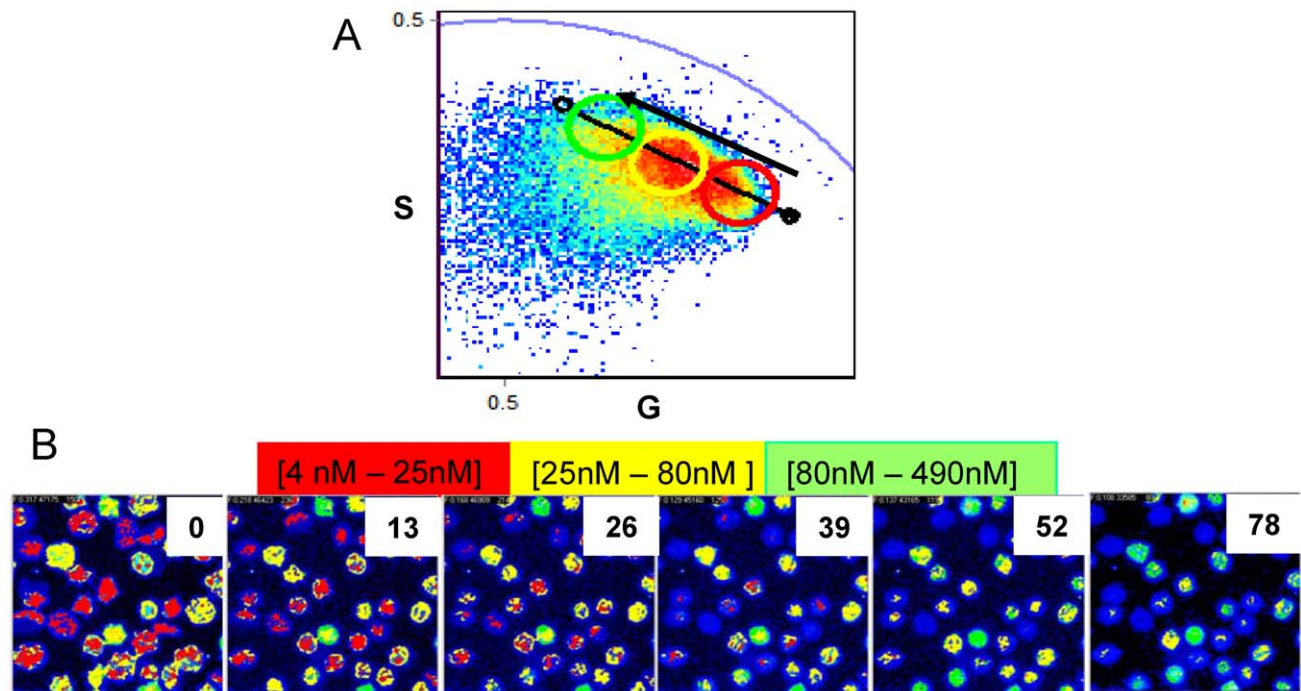 A
0.5
S
0.5
G
B
[4 nM – 25nM] [25nM – 80nM ] [80nM – 490nM]
0 13 26 39 52 78